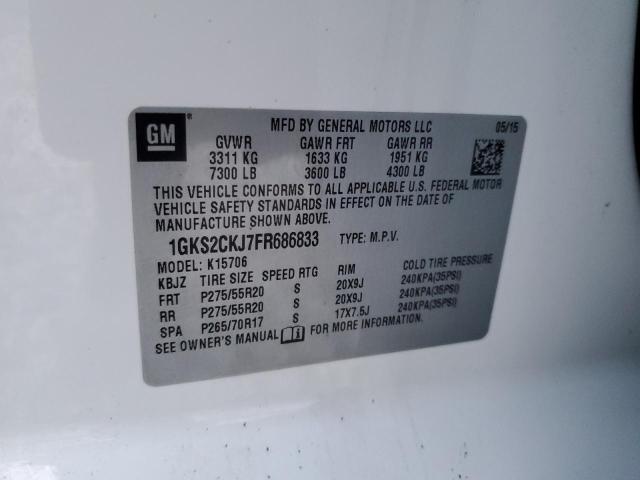 GM ®
MFD BY GENERAL MOTORS LLC 05/15
GVWR GAWR FRT GAWR RR
3311 KG 1633 KG 1951 KG
7300 LB 3600 LB 4300 LB
THIS VEHICLE CONFORMS TO ALL APPLICABLE U.S. FEDERAL MOTOR
VEHICLE SAFETY STANDARDS IN EFFECT ON THE DATE OF
MANUFACTURE SHOWN ABOVE.
1GKS2CKJ7FR686833 TYPE: M.P.V.
MODEL: K15706
KBJZ TIRE SIZE SPEED RTG RIM COLD TIRE PRESSURE
FRT P275/55R20 S 20X9J 240KPA(35PSI)
RR P275/55R20 S 20X9J 240KPA(35PSI)
SPA P265/70R17 S 17X7.5J 240KPA(35PSI)
SEE OWNER'S MANUAL FOR MORE INFORMATION.